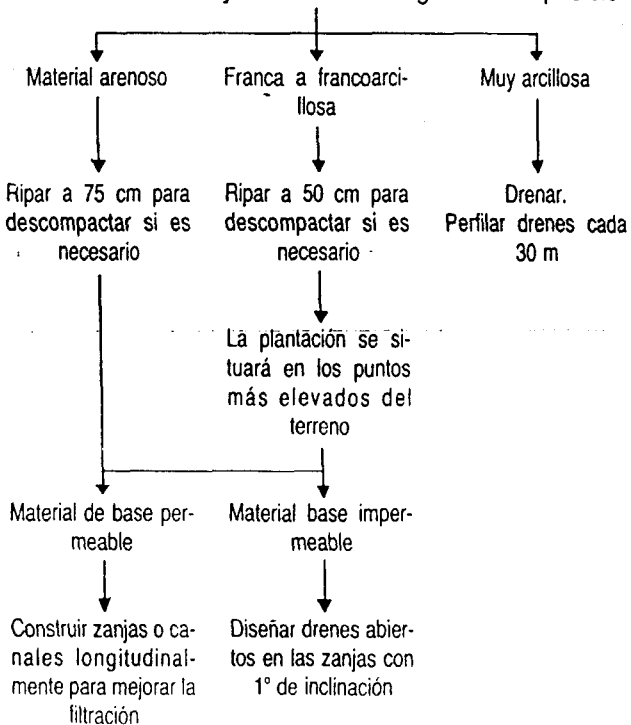 Material arenoso
Franca a francoarci-
llosa
Muy arcillosa
Ripar a 75 cm para
descompactar si es
necesario
Ripar a 50 cm para
descompactar si es
necesario
Drenar.
Perfilar drenes cada
30 m
La plantación se si-
tuará en los puntos
más elevados del
terreno
Material de base per-
meable
Material base imper-
meable
Construir zanjas o ca-
nales longitudinal-
mente para mejorar la
filtración
Diseñar drenes abier-
tos en las zanjas con
1° de inclinación